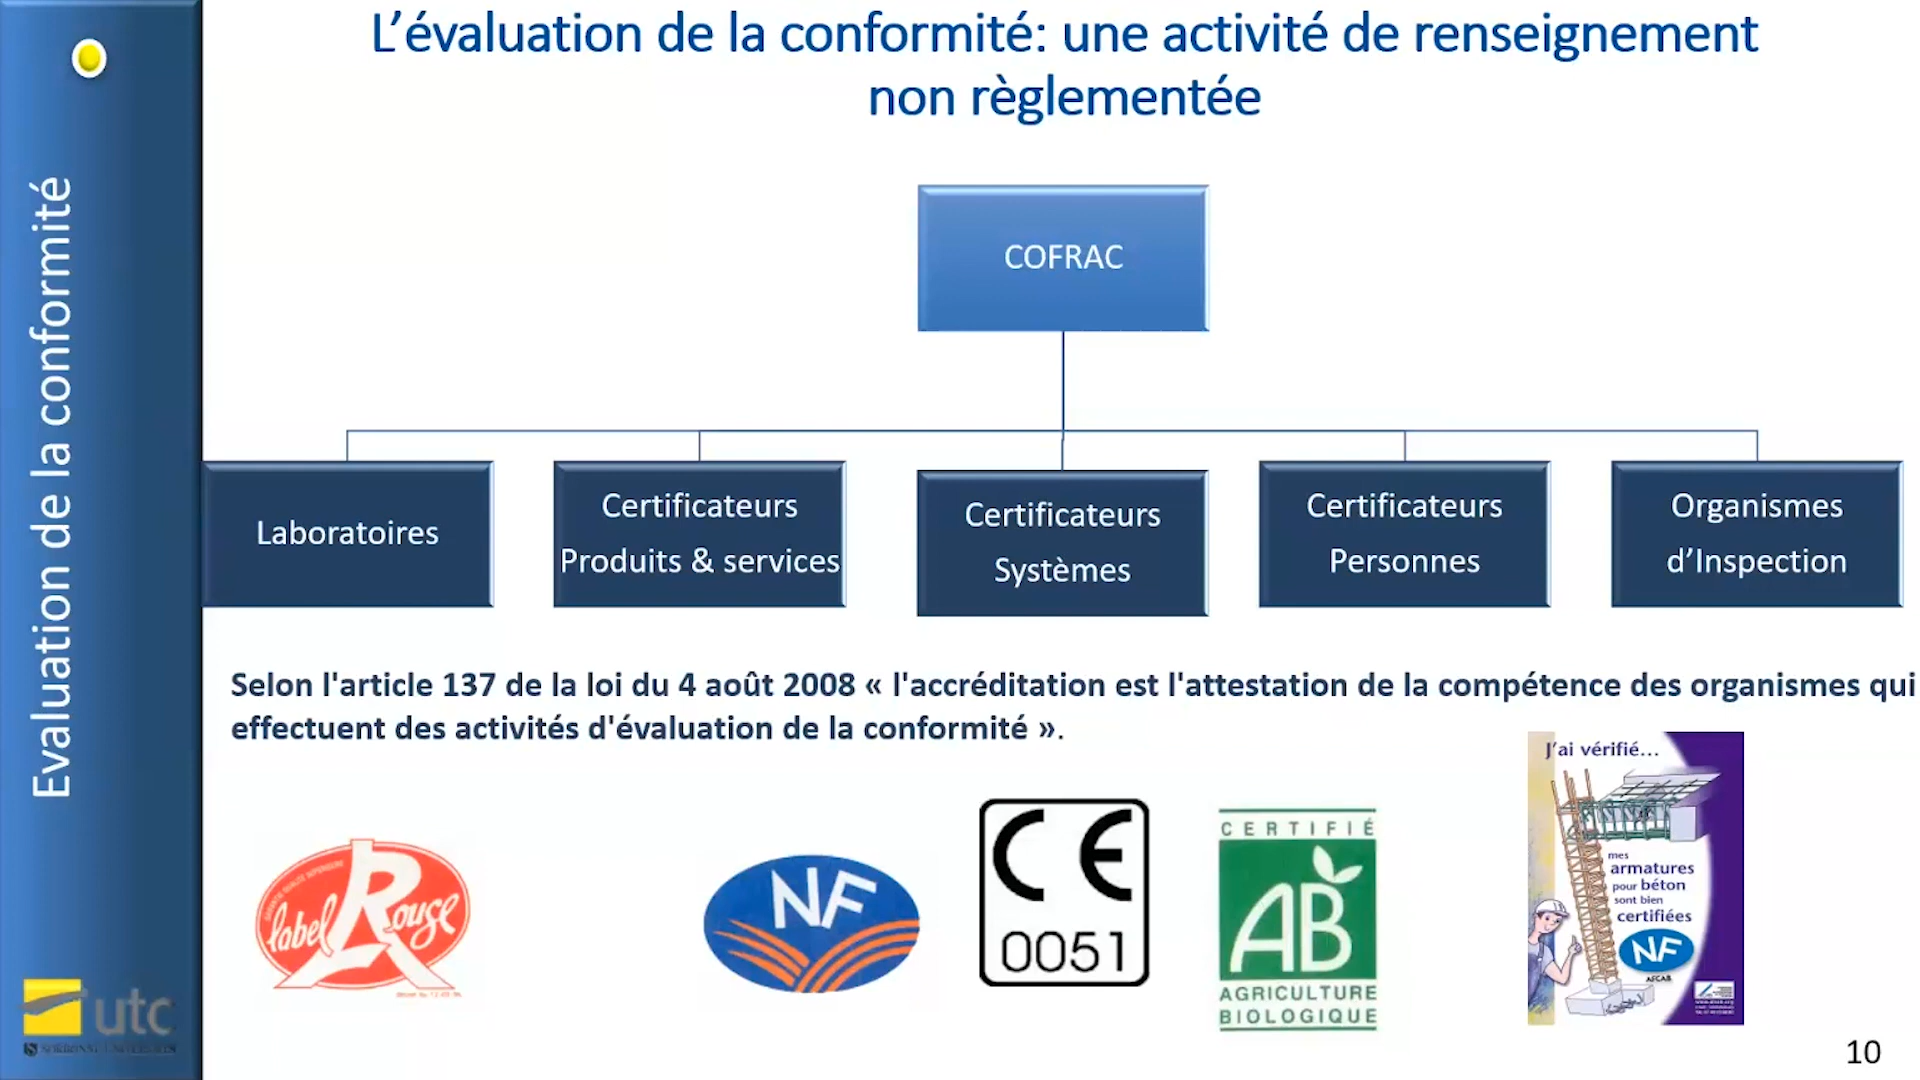 L'évaluation de la conformité: une activité de renseignement
non règlementée
Evaluation de la conformité
COFRAC
Laboratoires
Certificateurs
Produits & services
Certificateurs
Systèmes
Certificateurs
Personnes
Organismes
d'Inspection
Selon l'article 137 de la loi du 4 août 2008 « l'accréditation est l'attestation de la compétence des organismes qui
effectuent des activités d'évaluation de la conformité ».
label Rouge
NF
CE
0051
CERTIFIÉ
AB
AGRICULTURE
BIOLOGIQUE
J'ai vérifié...
mes
armatures
pour béton
sont bien
certifiées
NF
AFCAB
utc
10